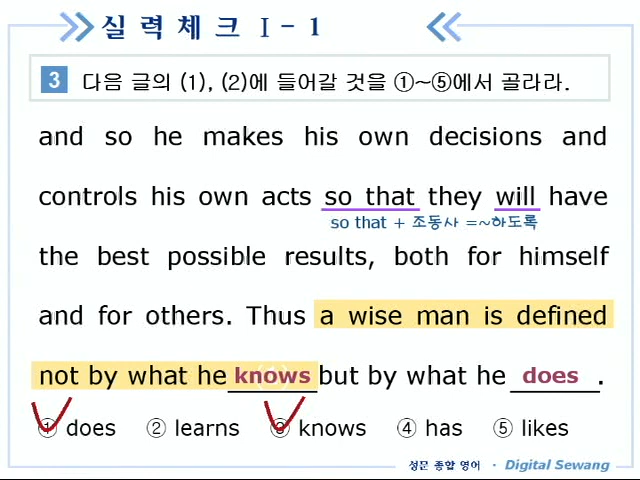 실력체크 I - 1
3 다음 글의 (1), (2)에 들어갈 것을 ①~⑤에서 골라라.
and so he makes his own decisions and
controls his own acts so that they will have
so that + 조동사 =~하도록
the best possible results, both for himself
and for others. Thus a wise man is defined
not by what he knows but by what he does.
① does ② learns ③ knows ④ has ⑤ likes
성문 종합 영어 · Digital Sewang